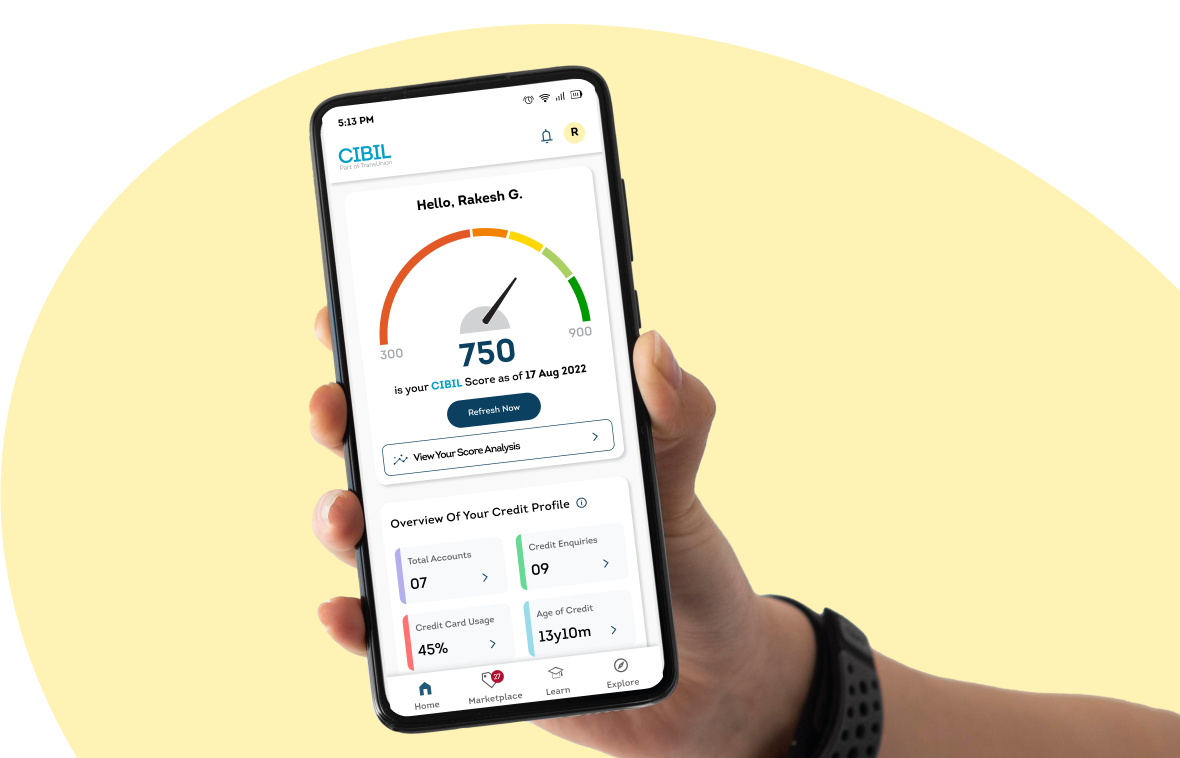 5:13 PM
CIBIL
Part of TransUnion
R
Hello, Rakesh G.
300
900
750
is your CIBIL Score as of 17 Aug 2022
Refresh Now
View Your Score Analysis
Overview Of Your Credit Profile
Total Accounts
07
Credit Enquiries
09
Credit Card Usage
45%
Age of Credit
13y10m
27
Home
Marketplace
Learn
Explore